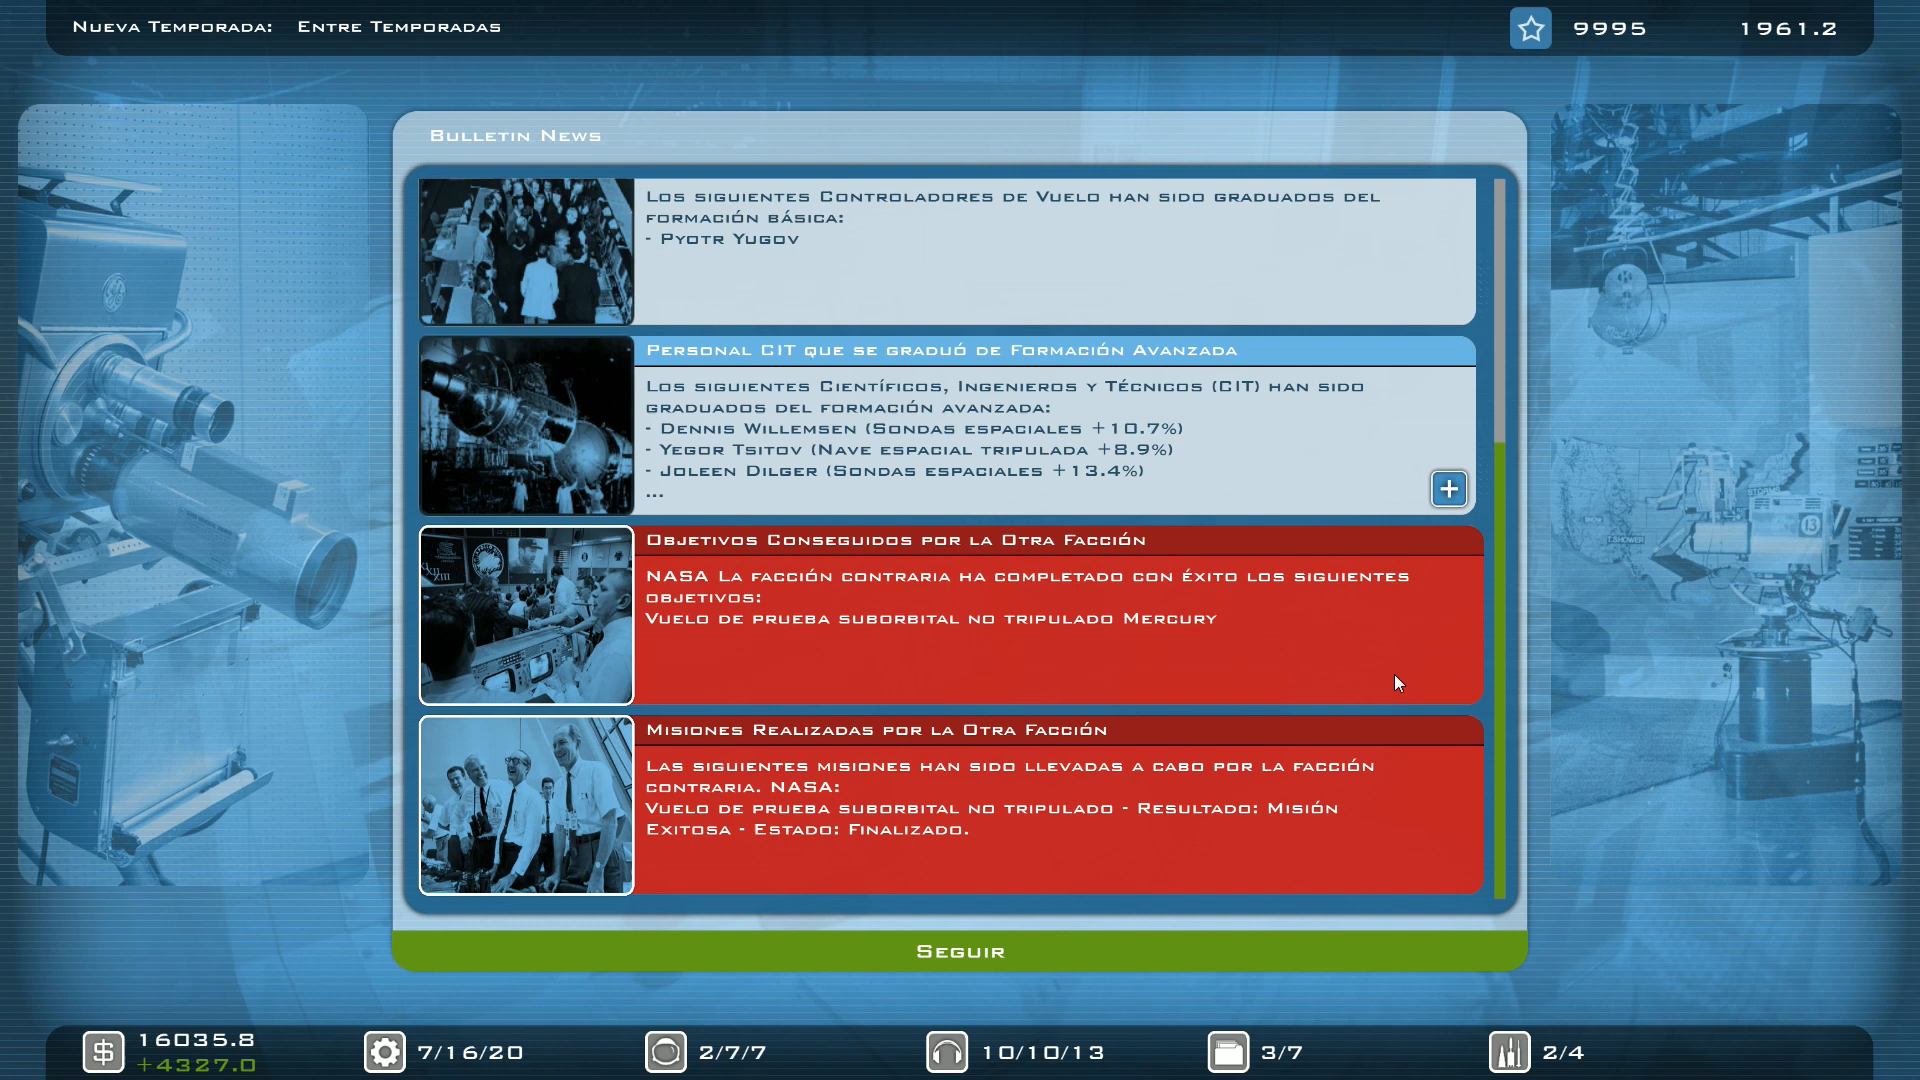 Nueva Temporada: Entre Temporadas
9995
1961.2
Bulletin News
Los siguientes Controladores de Vuelo han sido graduados del
formación básica:
- Pyotr Yugov
Personal CIT que se graduó de Formación Avanzada
Los siguientes Científicos, Ingenieros y Técnicos (CIT) han sido
graduados del formación avanzada:
- Dennis Willemsen (Sondas espaciales +10.7%)
- Yegor Tsitov (Nave espacial tripulada +8.9%)
- Joleen Dilger (Sondas espaciales +13.4%)
...
Objetivos Conseguidos por la Otra Facción
NASA La facción contraria ha completado con éxito los siguientes
objetivos:
Vuelo de prueba suborbital no tripulado Mercury
Misiones Realizadas por la Otra Facción
Las siguientes misiones han sido llevadas a cabo por la facción
contraria. NASA:
Vuelo de prueba suborbital no tripulado - Resultado: Misión
Exitosa - Estado: Finalizado.
Seguir
16035.8
+4327.0
7/16/20
2/7/7
10/10/13
3/7
2/4